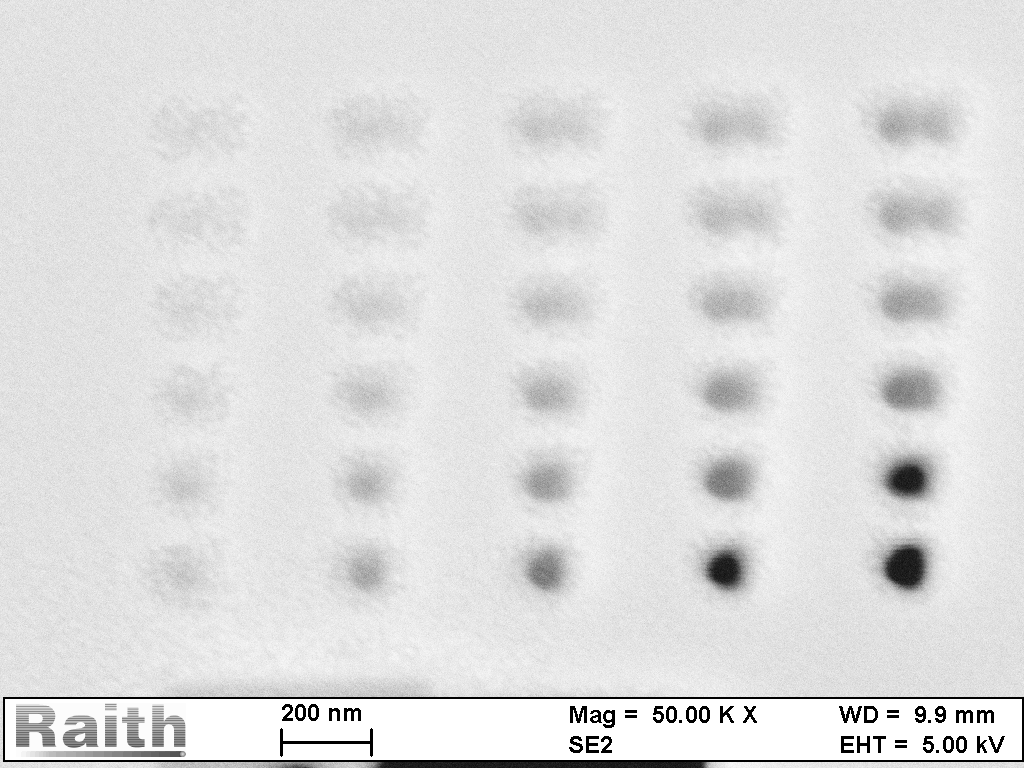 Raith
200 nm
Mag = 50.00 K X
SE2
WD = 9.9 mm
EHT = 5.00 kV